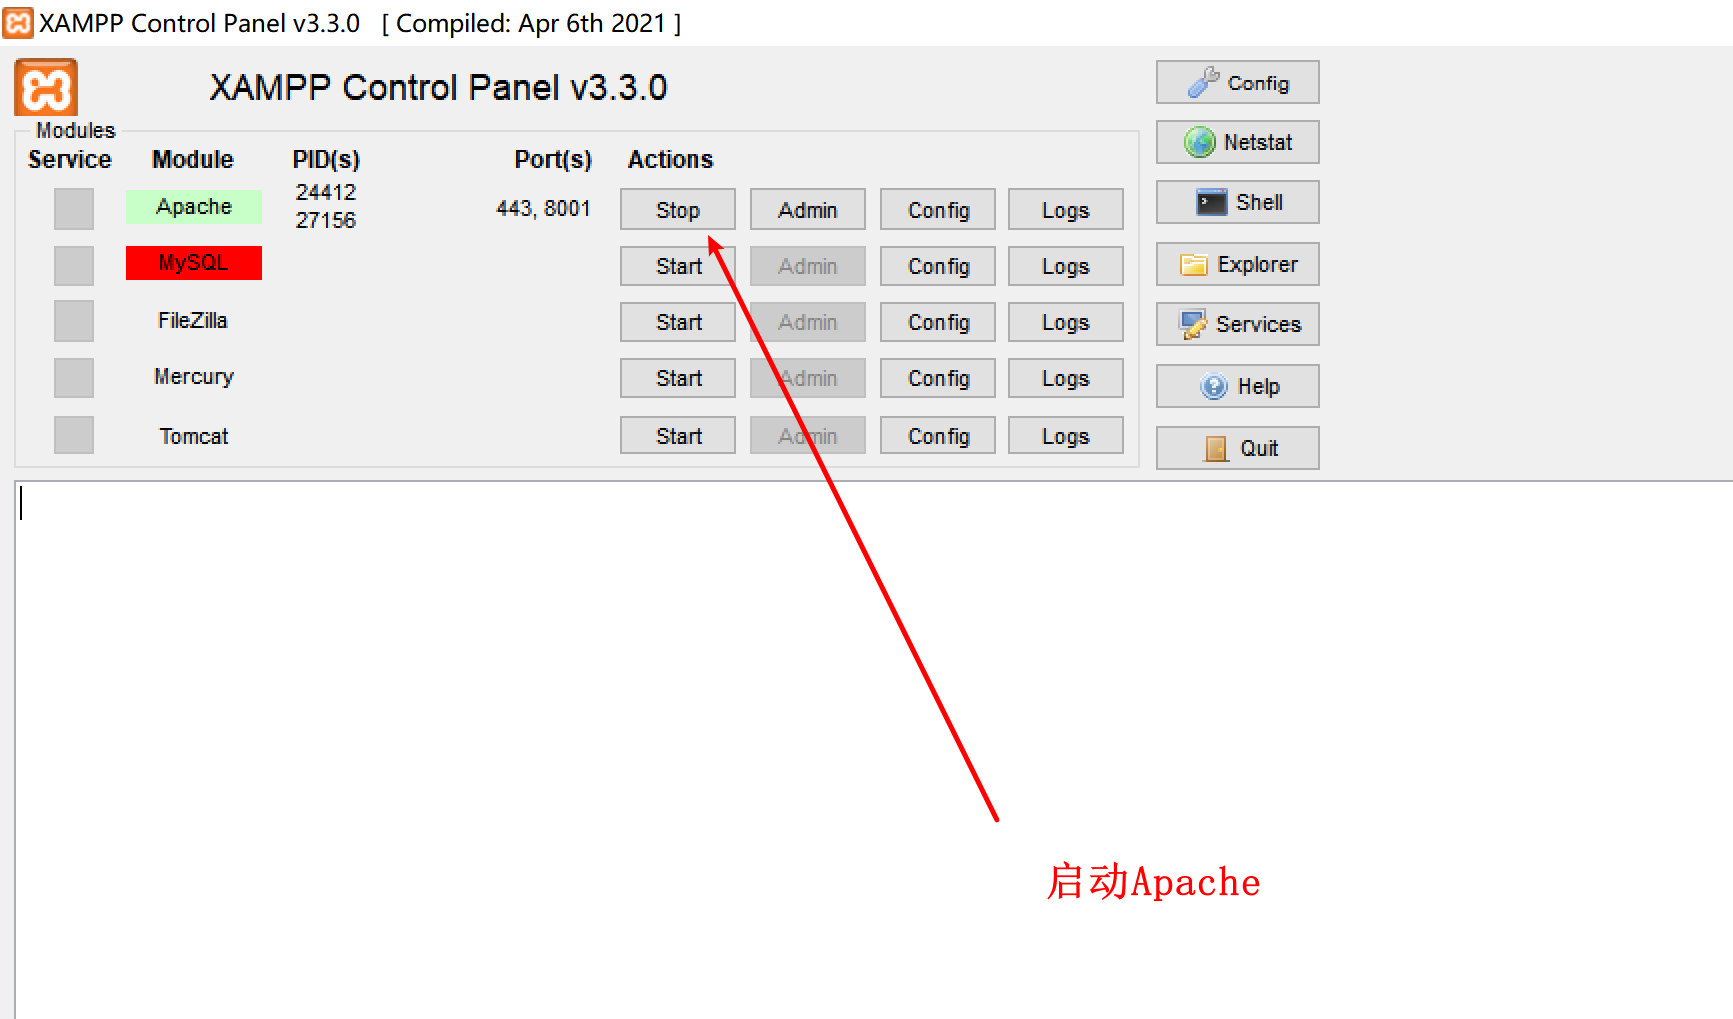 XAMPP Control Panel v3.3.0 [ Compiled: Apr 6th 2021 ]
XAMPP Control Panel v3.3.0
Config
Modules
Netstat
Service Module PID(s) Port(s) Actions
Apache 24412 27156 443, 8001 Stop Admin Config Logs
Shell
MySQL Start Admin Config Logs
Explorer
FileZilla Start Admin Config Logs
Services
Mercury Start Admin Config Logs
Help
Tomcat Start Admin Config Logs
Quit
启动Apache